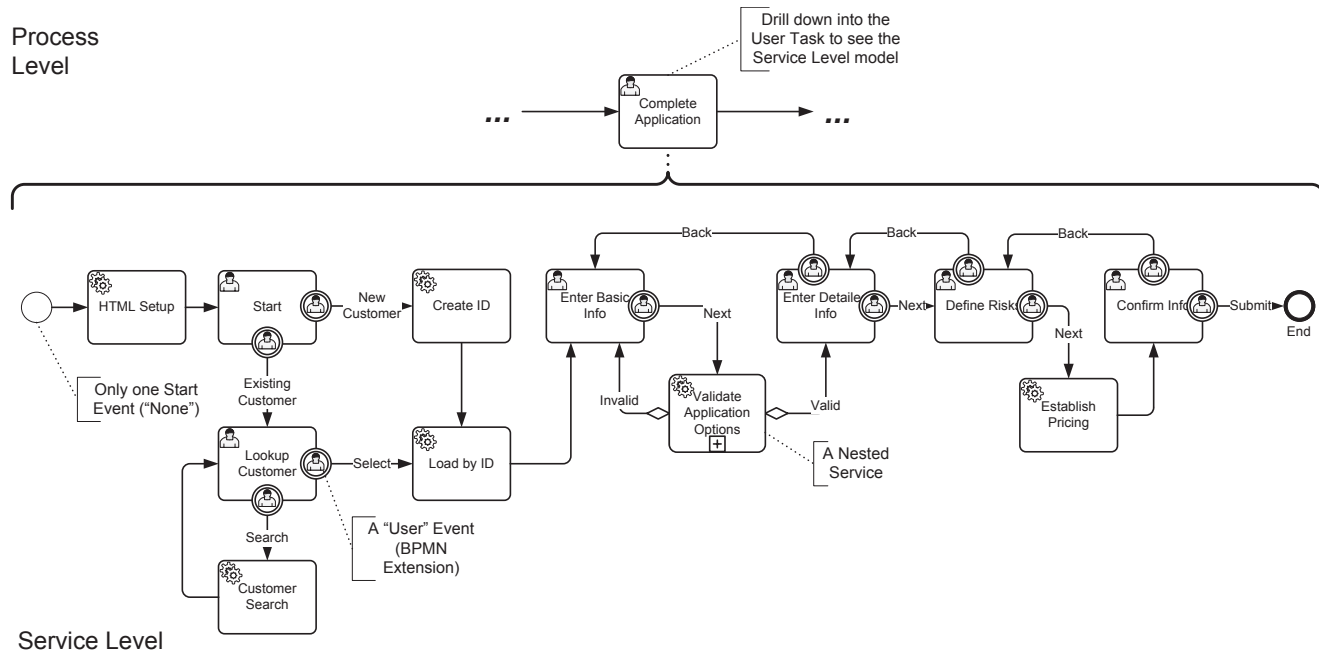 Process
Level
Drill down into the
User Task to see the
Service Level model
Complete
Application
...
...
Back
Back
Back
HTML Setup
Start
New
Customer
Create ID
Enter Basic
Info
Next
Enter Detaile
Info
Next
Define Risks
Next
Confirm Info
Submit
End
Only one Start
Event (“None”)
Existing
Customer
Invalid
Validate
Application
Options
Valid
Establish
Pricing
Lookup
Customer
Select
Load by ID
A Nested
Service
Search
A “User” Event
(BPMN
Extension)
Customer
Search
Service Level